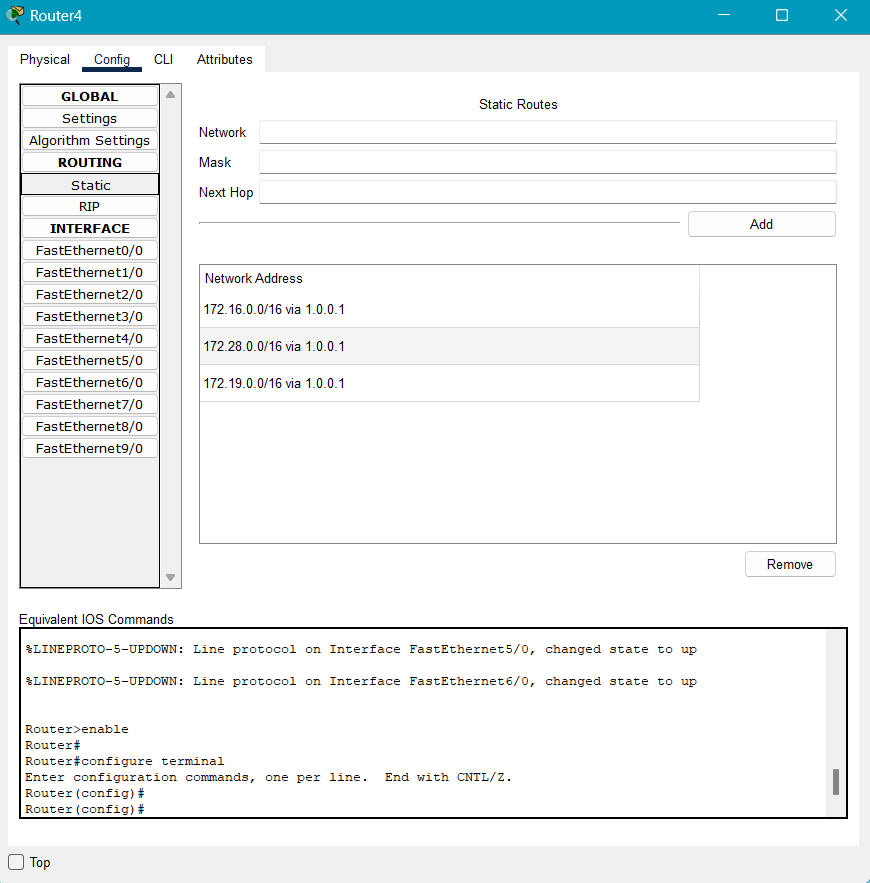 Router4
Physical Config CLI Attributes
GLOBAL
Settings
Algorithm Settings
ROUTING
Static
RIP
INTERFACE
FastEthernet0/0
FastEthernet1/0
FastEthernet2/0
FastEthernet3/0
FastEthernet4/0
FastEthernet5/0
FastEthernet6/0
FastEthernet7/0
FastEthernet8/0
FastEthernet9/0
Static Routes
Network
Mask
Next Hop
Add
Network Address
172.16.0.0/16 via 1.0.0.1
172.28.0.0/16 via 1.0.0.1
172.19.0.0/16 via 1.0.0.1
Remove
Equivalent IOS Commands
%LINEPROTO-5-UPDOWN: Line protocol on Interface FastEthernet5/0, changed state to up
%LINEPROTO-5-UPDOWN: Line protocol on Interface FastEthernet6/0, changed state to up
Router>enable
Router#
Router#configure terminal
Enter configuration commands, one per line.  End with CNTL/Z.
Router(config)#
Router(config)#
Top